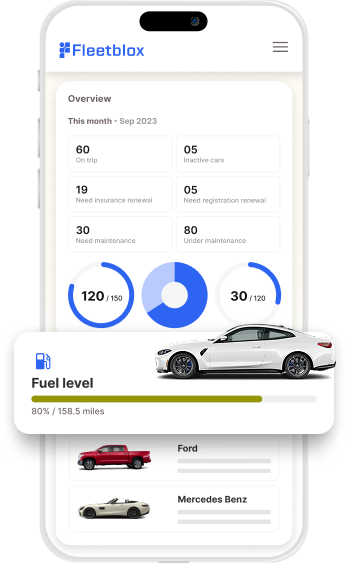 Fleetblox
Overview
This month - Sep 2023
60
On trip
05
Inactive cars
19
Need insurance renewal
05
Need registration renewal
30
Need maintenance
80
Under maintenance
120 / 150
30 / 120
Fuel level
80% / 158.5 miles
Ford
Mercedes Benz